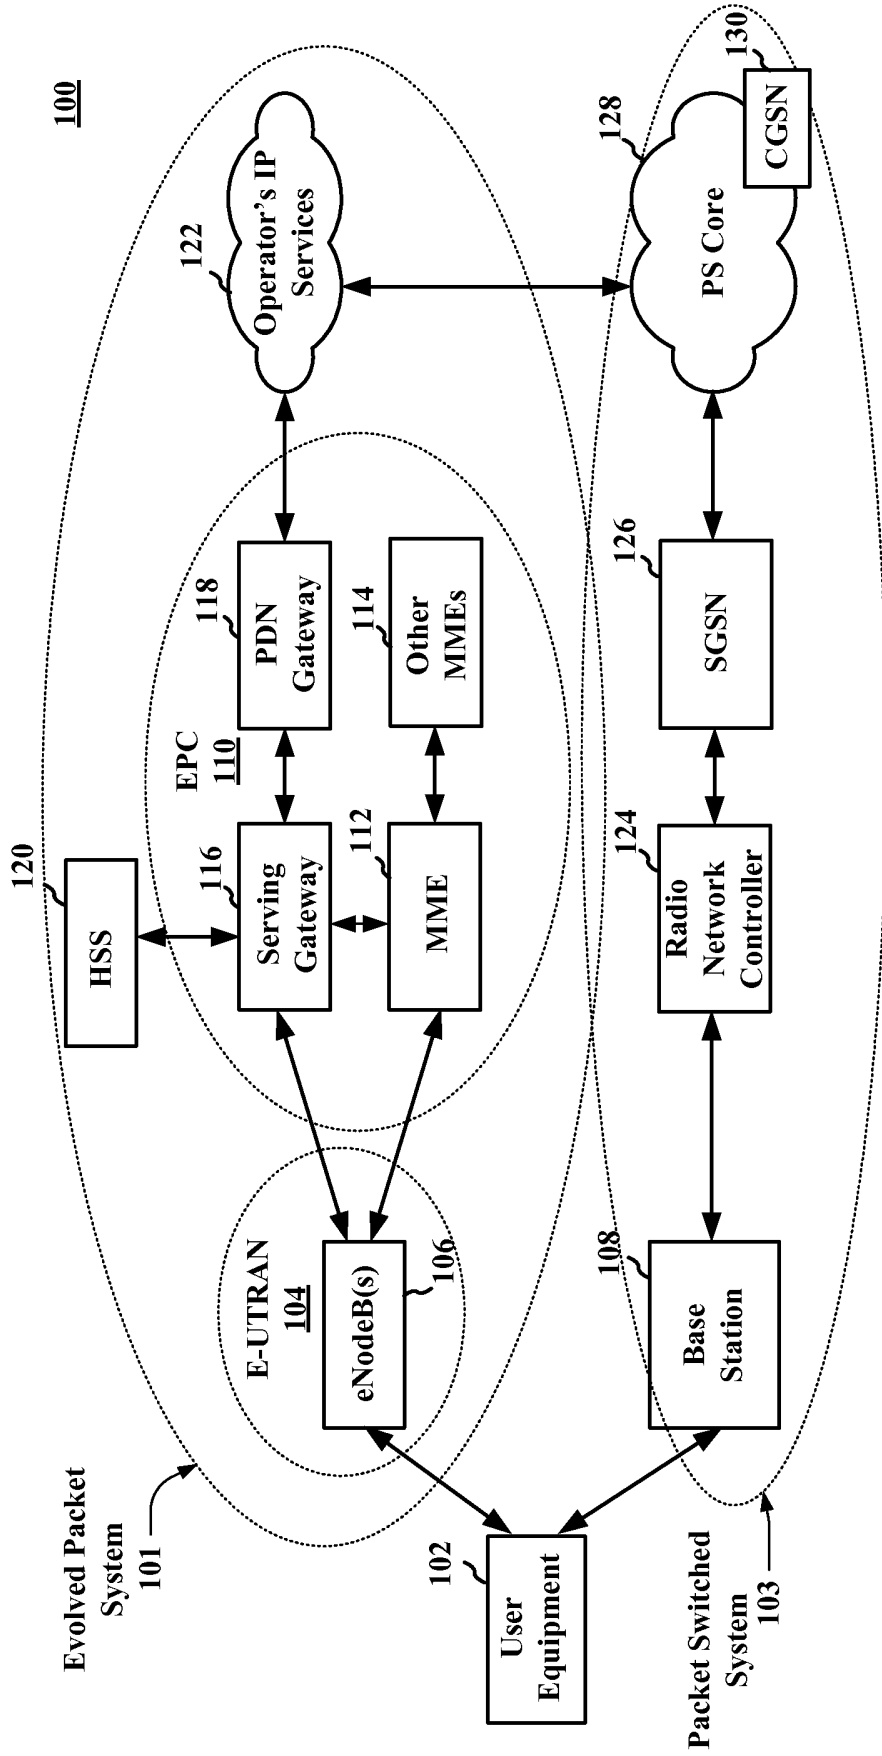 100
Evolved Packet
System
101
120
HSS
E-UTRAN
104
eNodeB(s)
106
EPC
110
116
Serving
Gateway
118
PDN
Gateway
112
MME
114
Other
MMEs
122
Operator's IP
Services
102
User
Equipment
108
Base
Station
124
Radio
Network
Controller
126
SGSN
128
PS Core
130
CGSN
Packet Switched
System
103